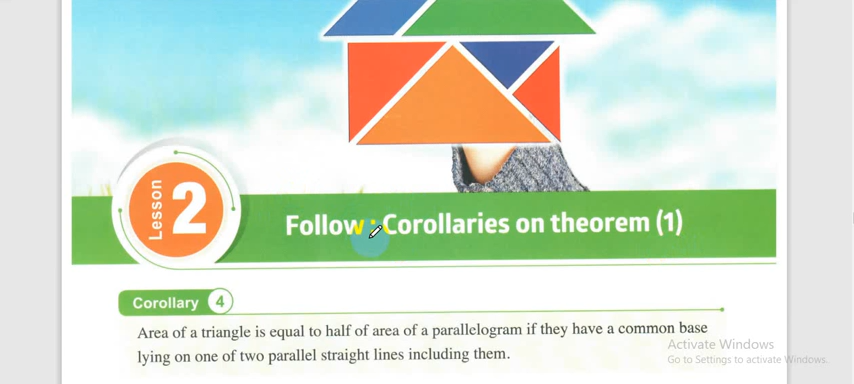 Lesson
2
Follow : Corollaries on theorem (1)
Corollary 4
Area of a triangle is equal to half of area of a parallelogram if they have a common base
lying on one of two parallel straight lines including them.
Activate Windows
Go to Settings to activate Windows.